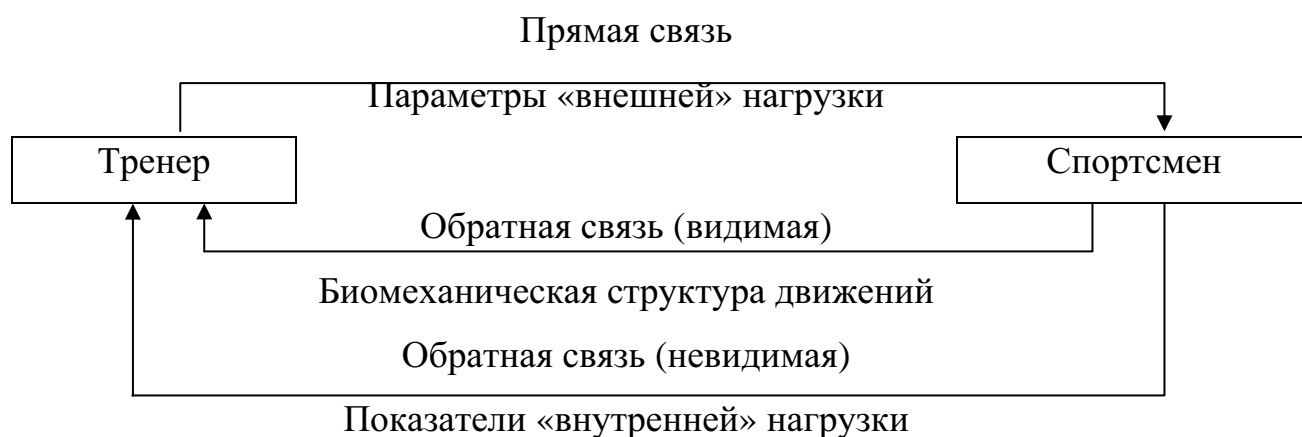 Прямая связь
Параметры «внешней» нагрузки
Тренер
Спортсмен
Обратная связь (видимая)
Биомеханическая структура движений
Обратная связь (невидимая)
Показатели «внутренней» нагрузки